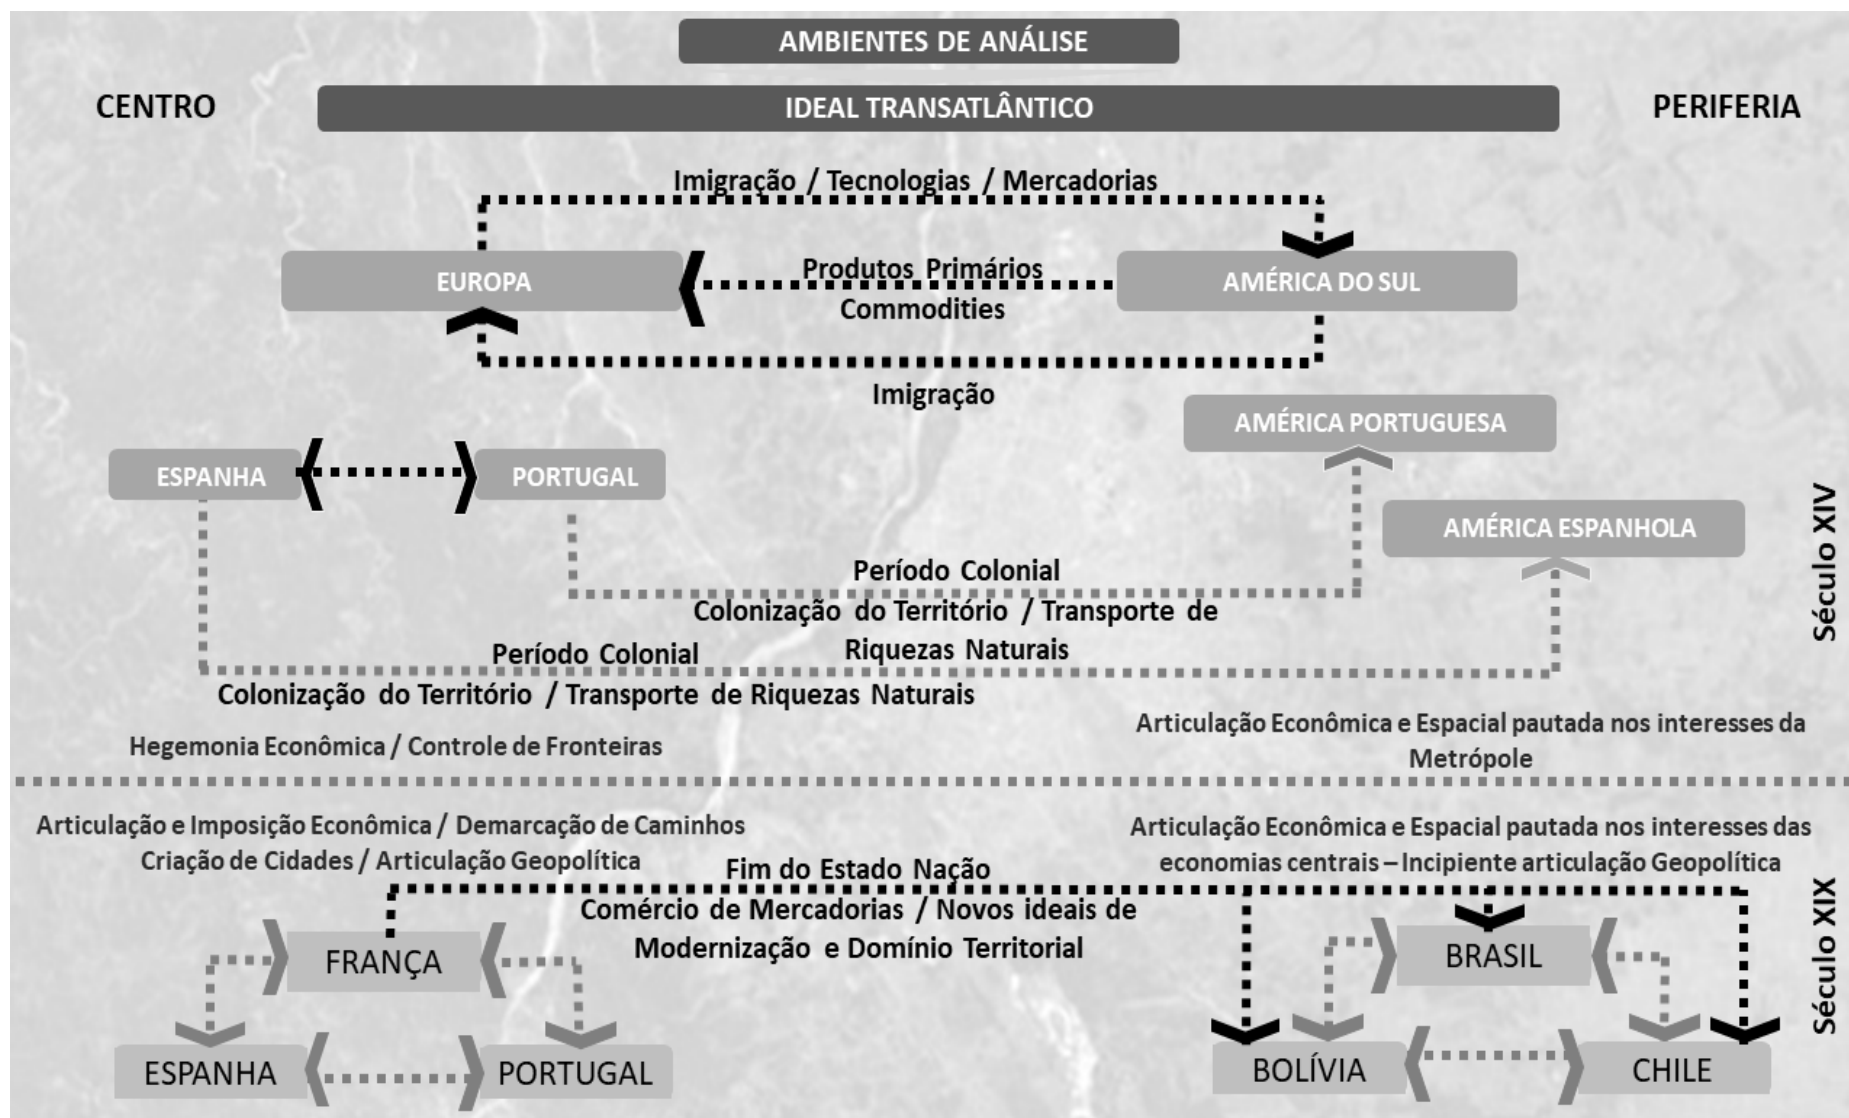 AMBIENTES DE ANÁLISE
CENTRO
IDEAL TRANSATLÂNTICO
PERIFERIA
Imigração / Tecnologias / Mercadorias
EUROPA
Produtos Primários
Commodities
AMÉRICA DO SUL
Imigração
AMÉRICA PORTUGUESA
ESPANHA
PORTUGAL
AMÉRICA ESPANHOLA
Século XIV
Período Colonial
Colonização do Território / Transporte de
Riquezas Naturais
Período Colonial
Colonização do Território / Transporte de Riquezas Naturais
Hegemonia Econômica / Controle de Fronteiras
Articulação Econômica e Espacial pautada nos interesses da
Metrópole
Articulação e Imposição Econômica / Demarcação de Caminhos
Criação de Cidades / Articulação Geopolítica
Articulação Econômica e Espacial pautada nos interesses das
economias centrais – Incipiente articulação Geopolítica
Fim do Estado Nação
Comércio de Mercadorias / Novos ideais de
Modernização e Domínio Territorial
Século XIX
FRANÇA
BRASIL
ESPANHA
PORTUGAL
BOLÍVIA
CHILE